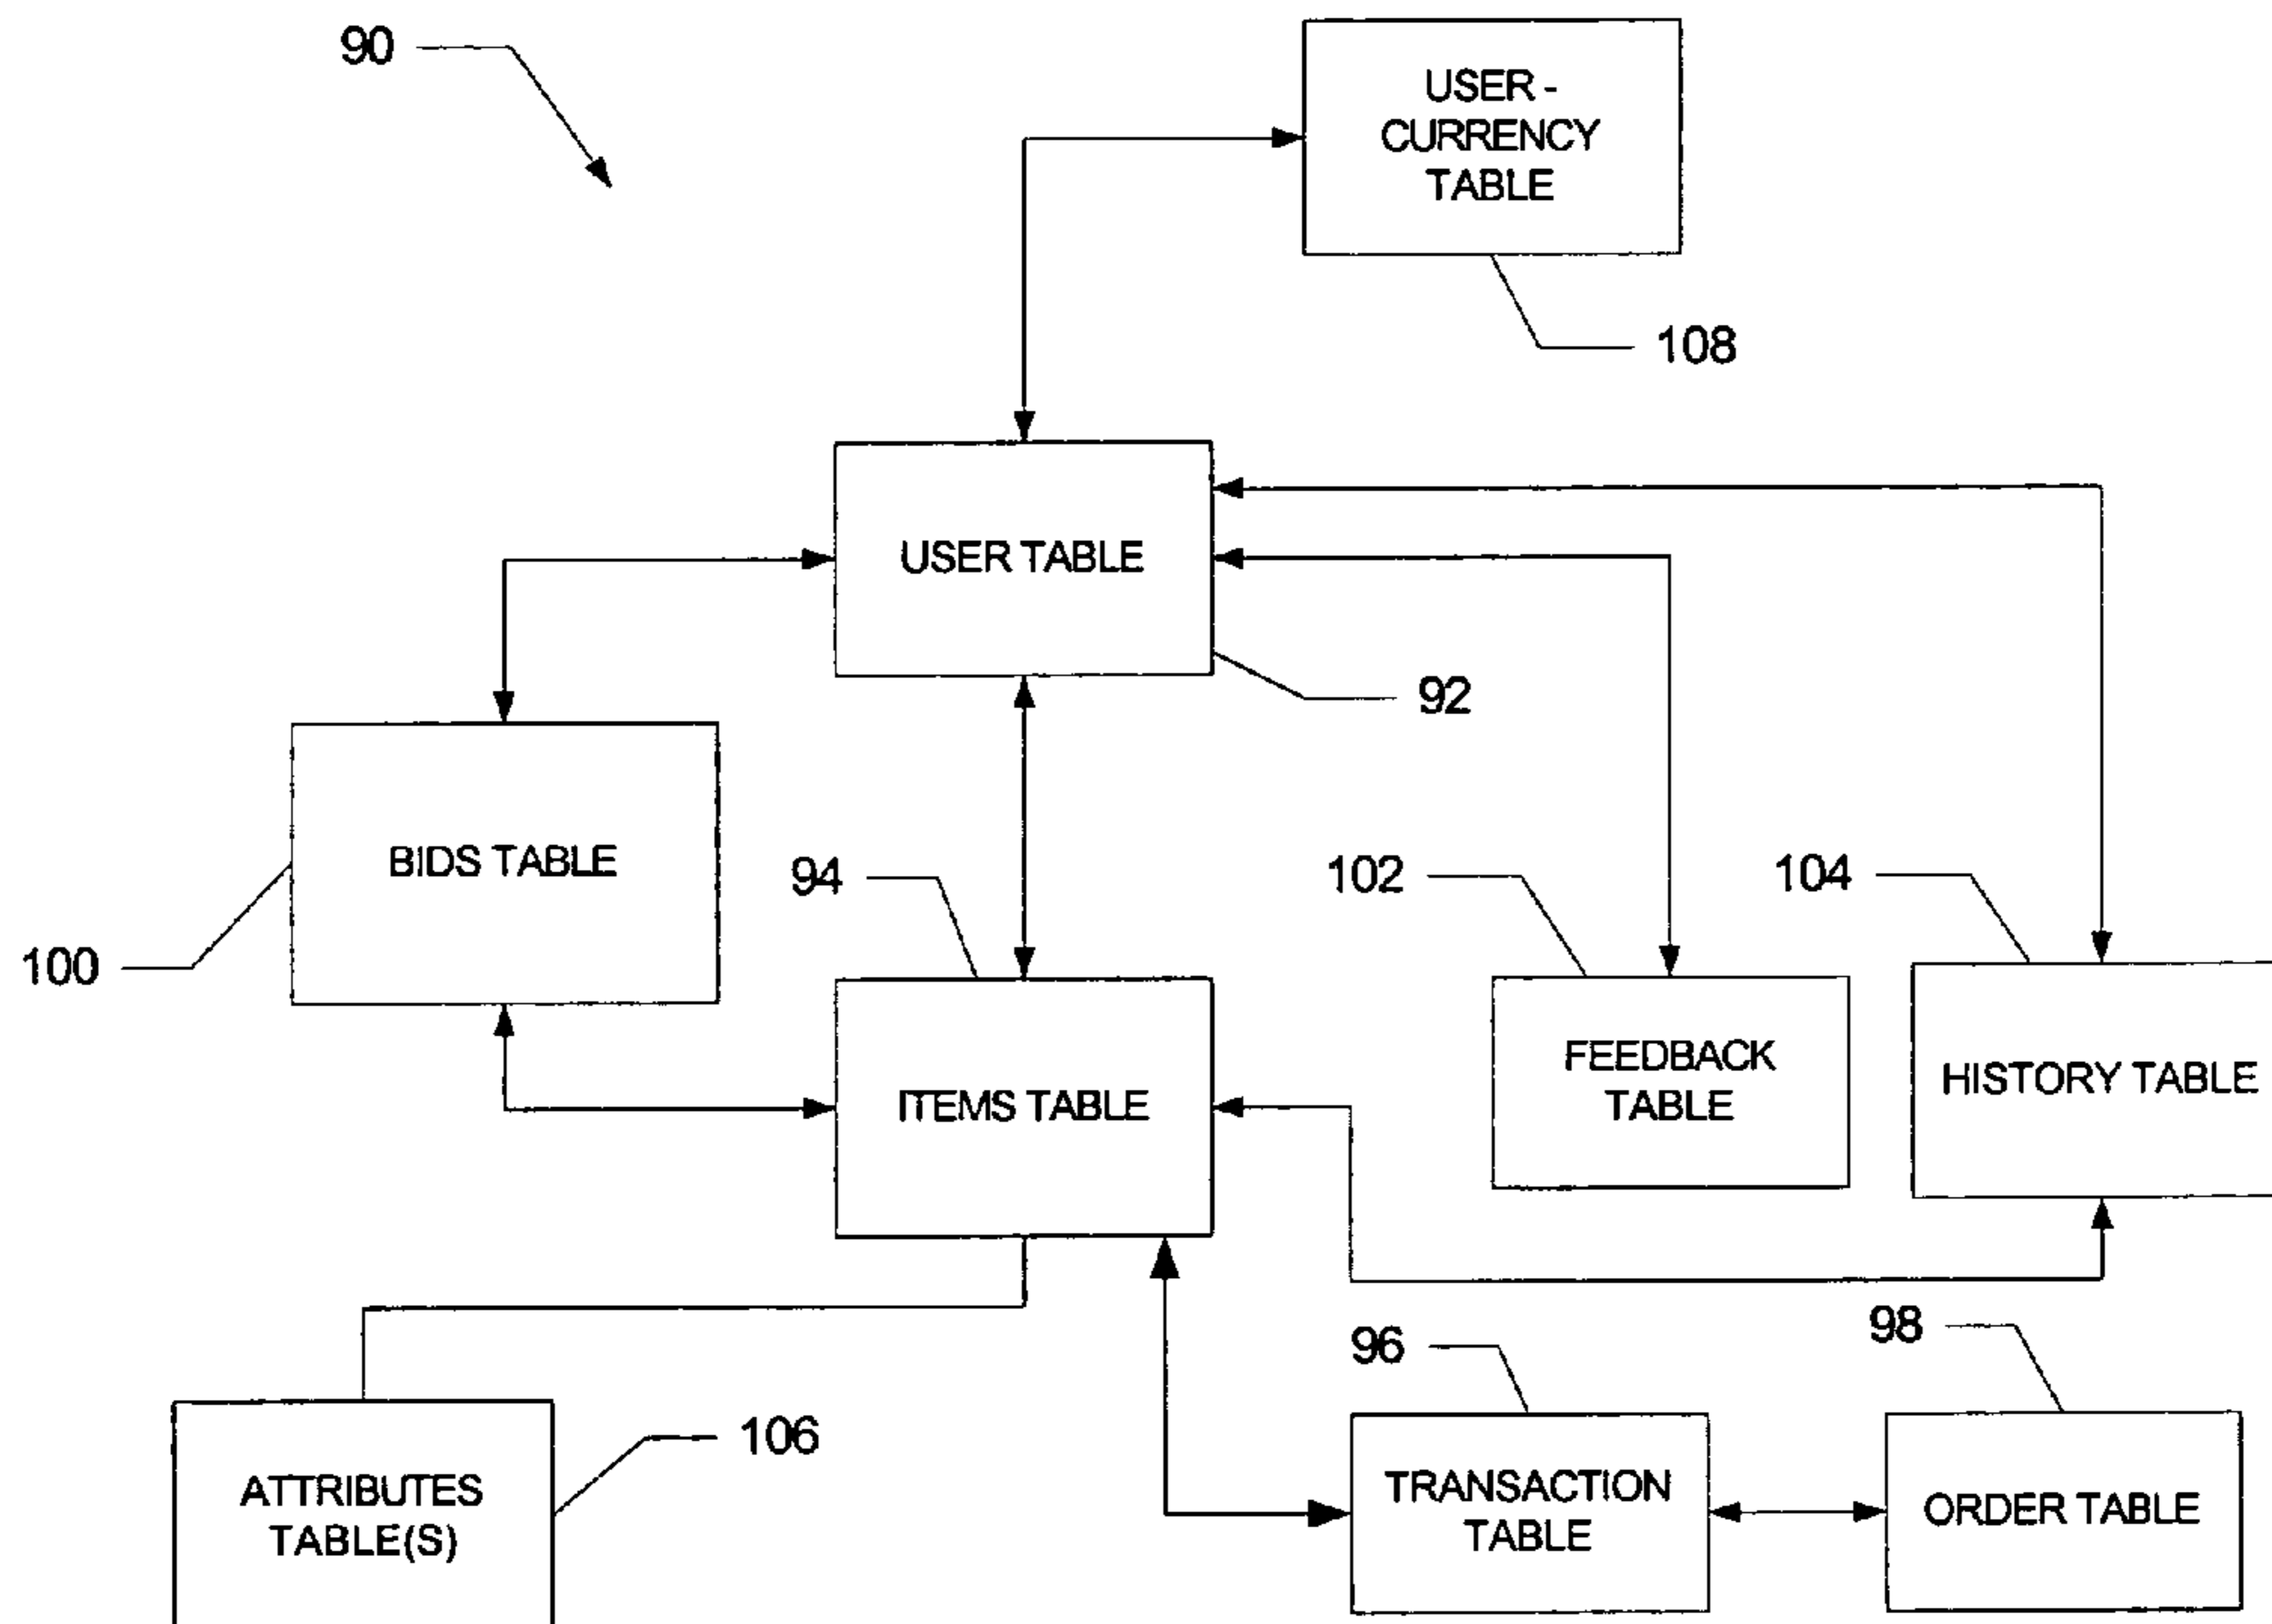 90
USER -
CURRENCY
TABLE
108
USER TABLE
92
BIDS TABLE
100
94
102
104
ITEMS TABLE
FEEDBACK
TABLE
HISTORY TABLE
96
98
ATTRIBUTES
TABLE(S)
106
TRANSACTION
TABLE
ORDER TABLE